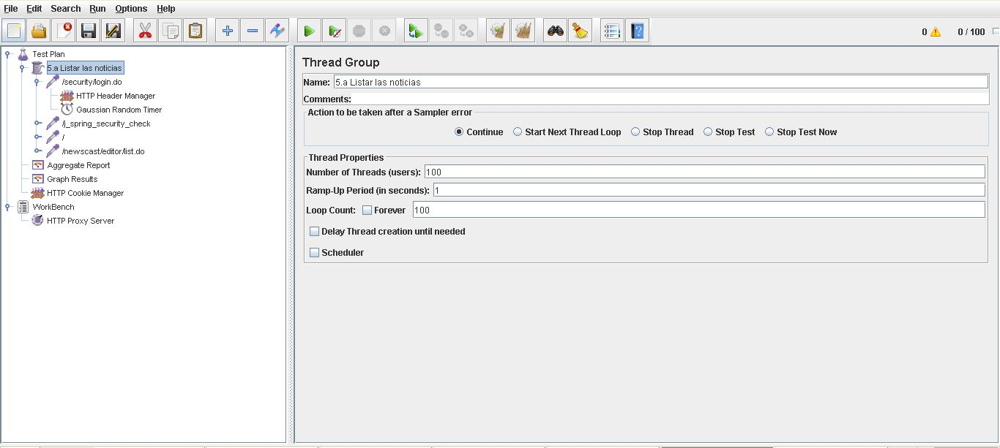 File Edit Search Run Options Help
0 0 / 100
Test Plan
5.a Listar las noticias
/security/login.do
HTTP Header Manager
Gaussian Random Timer
/j_spring_security_check
/
/newscast/editor/list.do
Aggregate Report
Graph Results
HTTP Cookie Manager
WorkBench
HTTP Proxy Server
Thread Group
Name: 5.a Listar las noticias
Comments:
Action to be taken after a Sampler error
Continue Start Next Thread Loop Stop Thread Stop Test Stop Test Now
Thread Properties
Number of Threads (users): 100
Ramp-Up Period (in seconds): 1
Loop Count: Forever 100
Delay Thread creation until needed
Scheduler